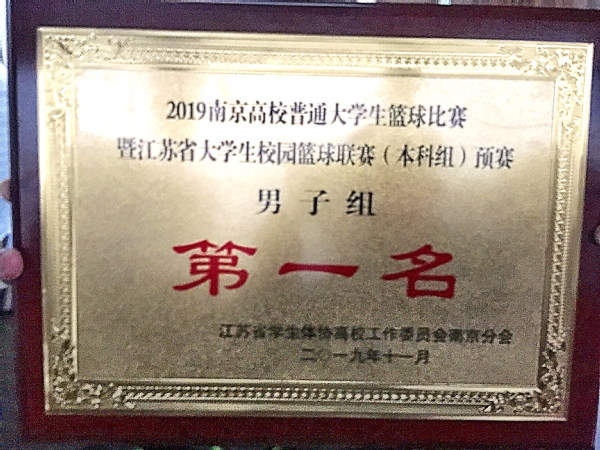 2019南京高校普通大学生篮球比赛
暨江苏省大学生校园篮球联赛（本科组）预赛
男子组
第一名
江苏省学生体协高校工作委员会南京分会
二〇一九年十一月